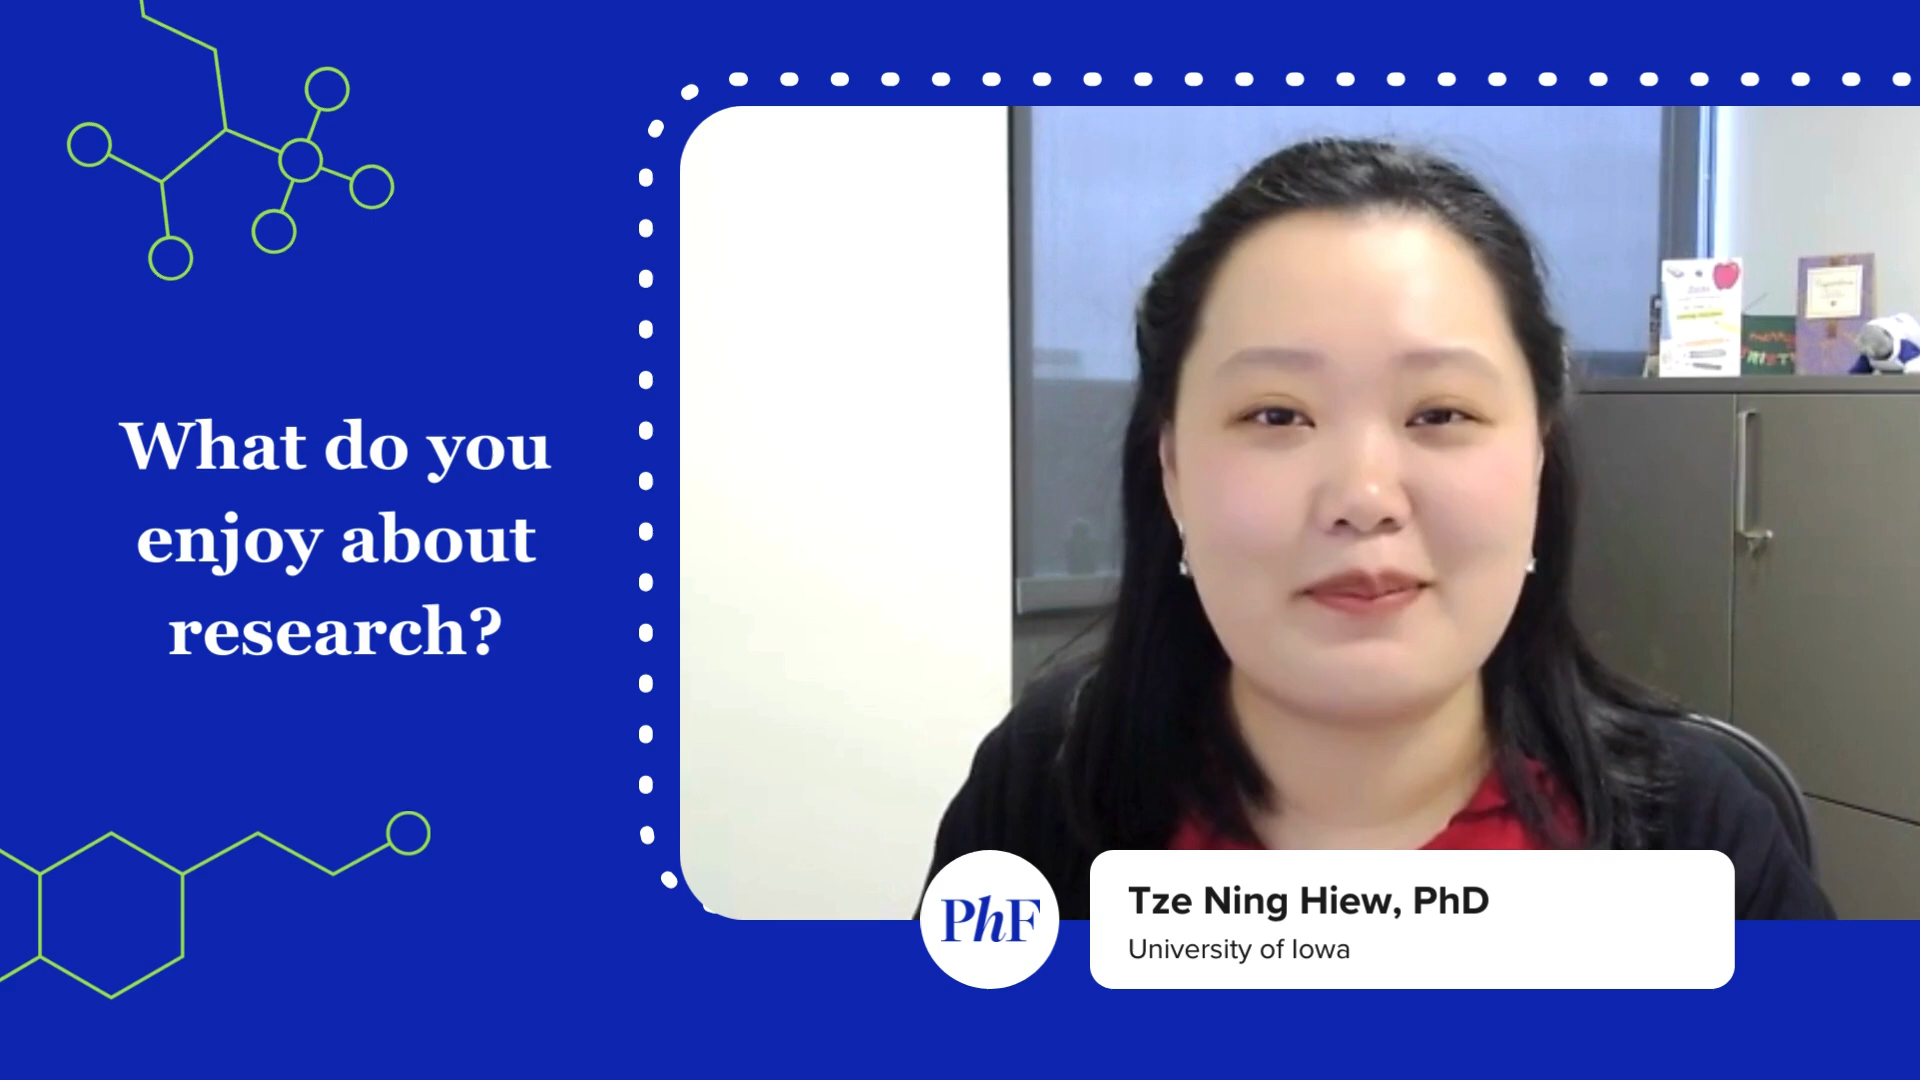 What do you
enjoy about
research?
PhF
Tze Ning Hiew, PhD
University of Iowa